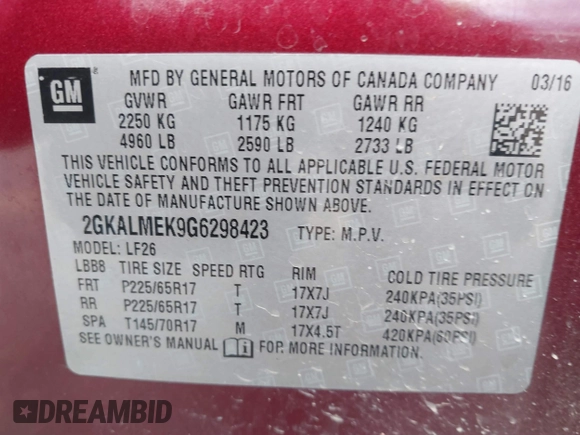 GM ® MFD BY GENERAL MOTORS OF CANADA COMPANY 03/16
GVWR GAWR FRT GAWR RR
2250 KG 1175 KG 1240 KG
4960 LB 2590 LB 2733 LB
THIS VEHICLE CONFORMS TO ALL APPLICABLE U.S. FEDERAL MOTOR
VEHICLE SAFETY AND THEFT PREVENTION STANDARDS IN EFFECT ON
THE DATE OF MANUFACTURE SHOWN ABOVE.
2GKALMEK9G6298423 TYPE: M.P.V.
MODEL: LF26
LBB8 TIRE SIZE SPEED RTG RIM COLD TIRE PRESSURE
FRT P225/65R17 T 17X7J 240KPA(35PSI)
RR P225/65R17 T 17X7J 240KPA(35PSI)
SPA T145/70R17 M 17X4.5T 420KPA(60PSI)
SEE OWNER'S MANUAL FOR MORE INFORMATION.
DREAMBID